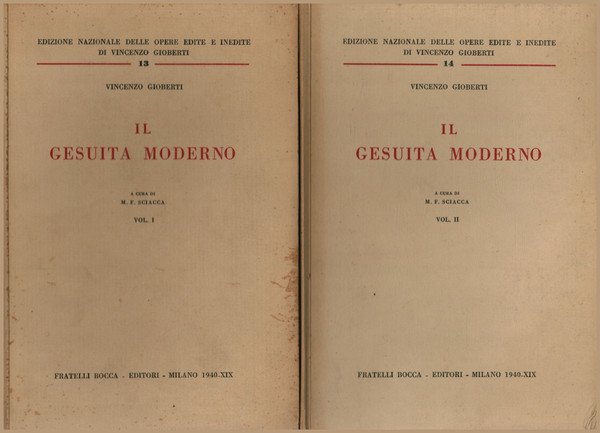 EDIZIONE NAZIONALE DELLE OPERE EDITE E INEDITE
DI VINCENZO GIOBERTI
13
VINCENZO GIOBERTI
IL
GESUITA MODERNO
A CURA DI
M. F. SCIACCA
VOL. I
FRATELLI BOCCA - EDITORI - MILANO 1940-XIX
EDIZIONE NAZIONALE DELLE OPERE EDITE E INEDITE
DI VINCENZO GIOBERTI
14
VINCENZO GIOBERTI
IL
GESUITA MODERNO
A CURA DI
M. F. SCIACCA
VOL. II
FRATELLI BOCCA - EDITORI - MILANO 1940-XIX